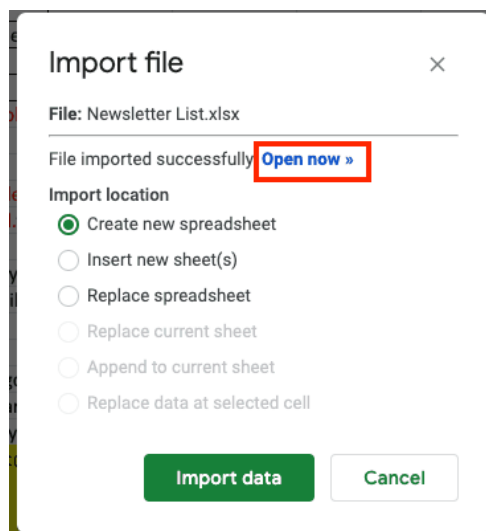 Import file
File: Newsletter List.xlsx
File imported successfully Open now »
Import location
Create new spreadsheet
Insert new sheet(s)
Replace spreadsheet
Replace current sheet
Append to current sheet
Replace data at selected cell
Import data
Cancel